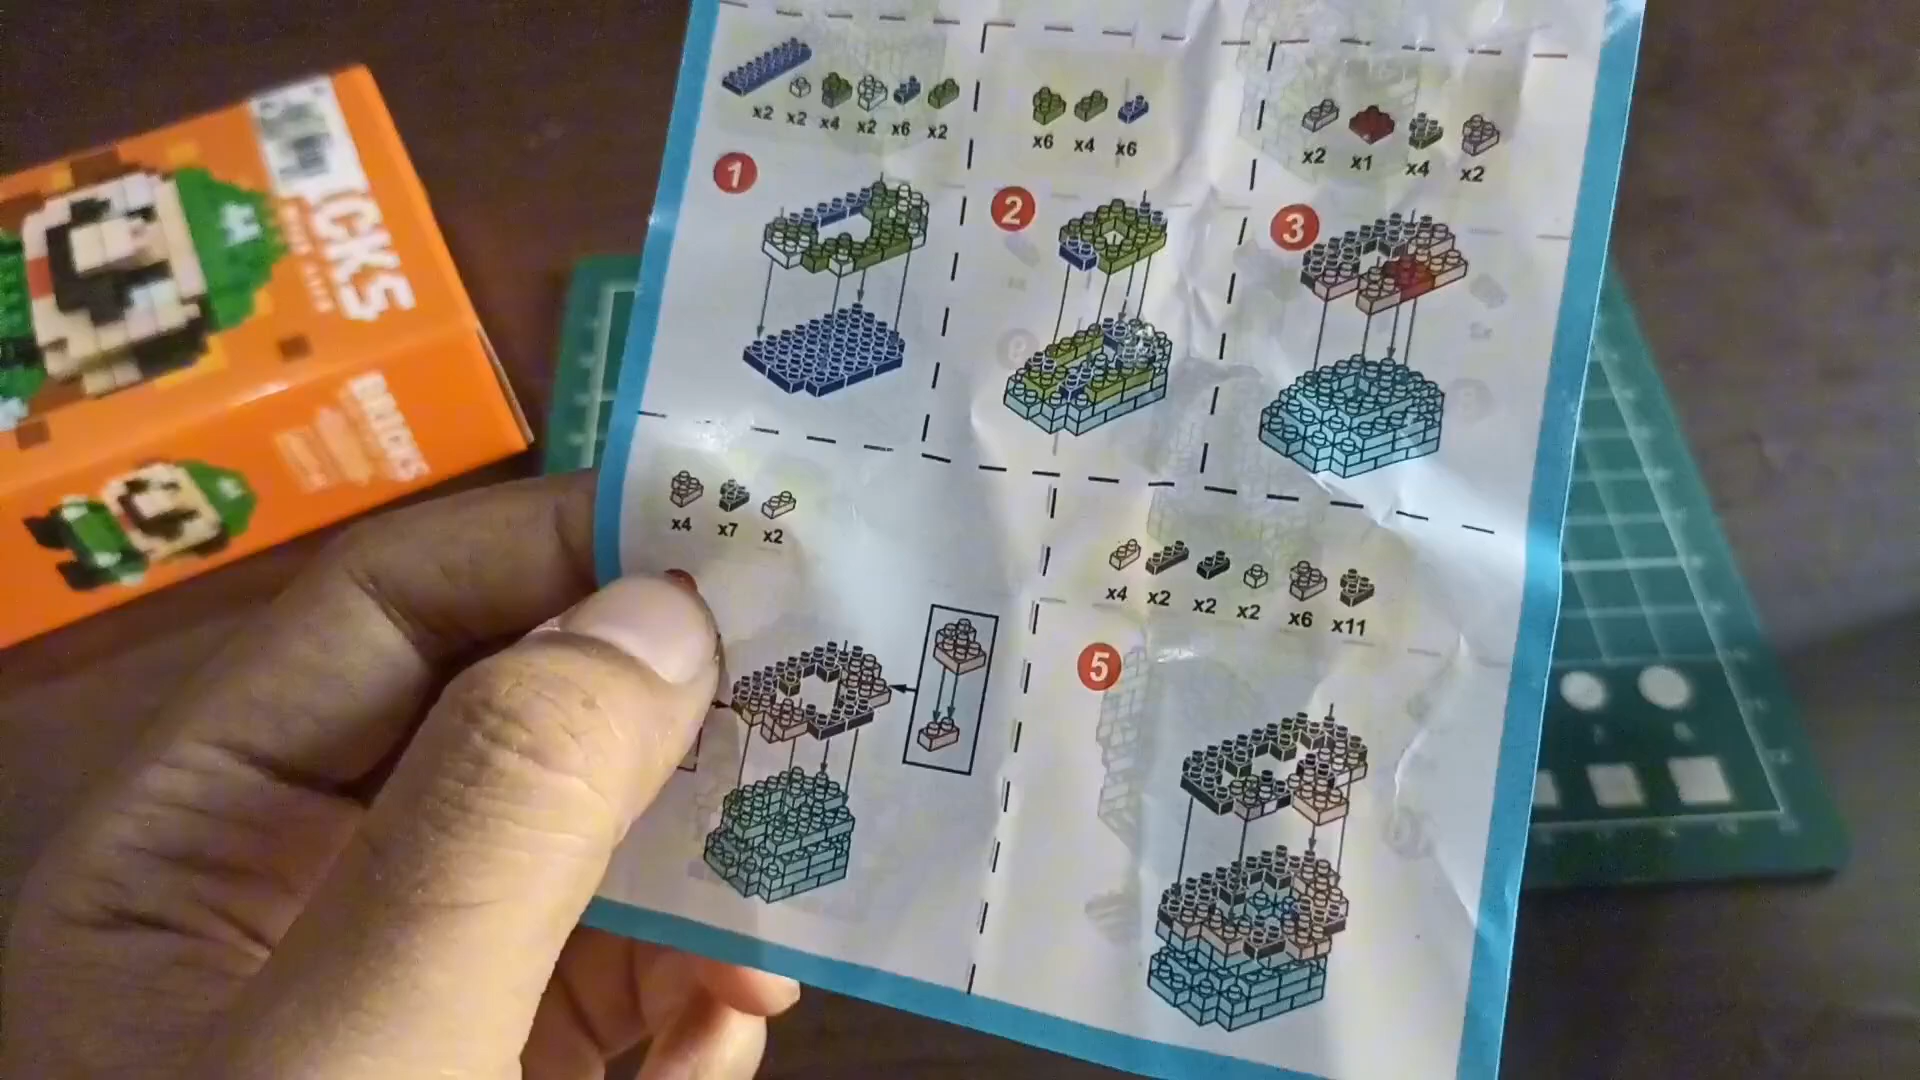 x2 x2 x4 x2 x6 x2
1
x6 x4 x6
2
x2 x1 x4 x2
3
x4 x7 x2
x4 x2 x2 x2 x6 x11
5
ICKS
BRICKS